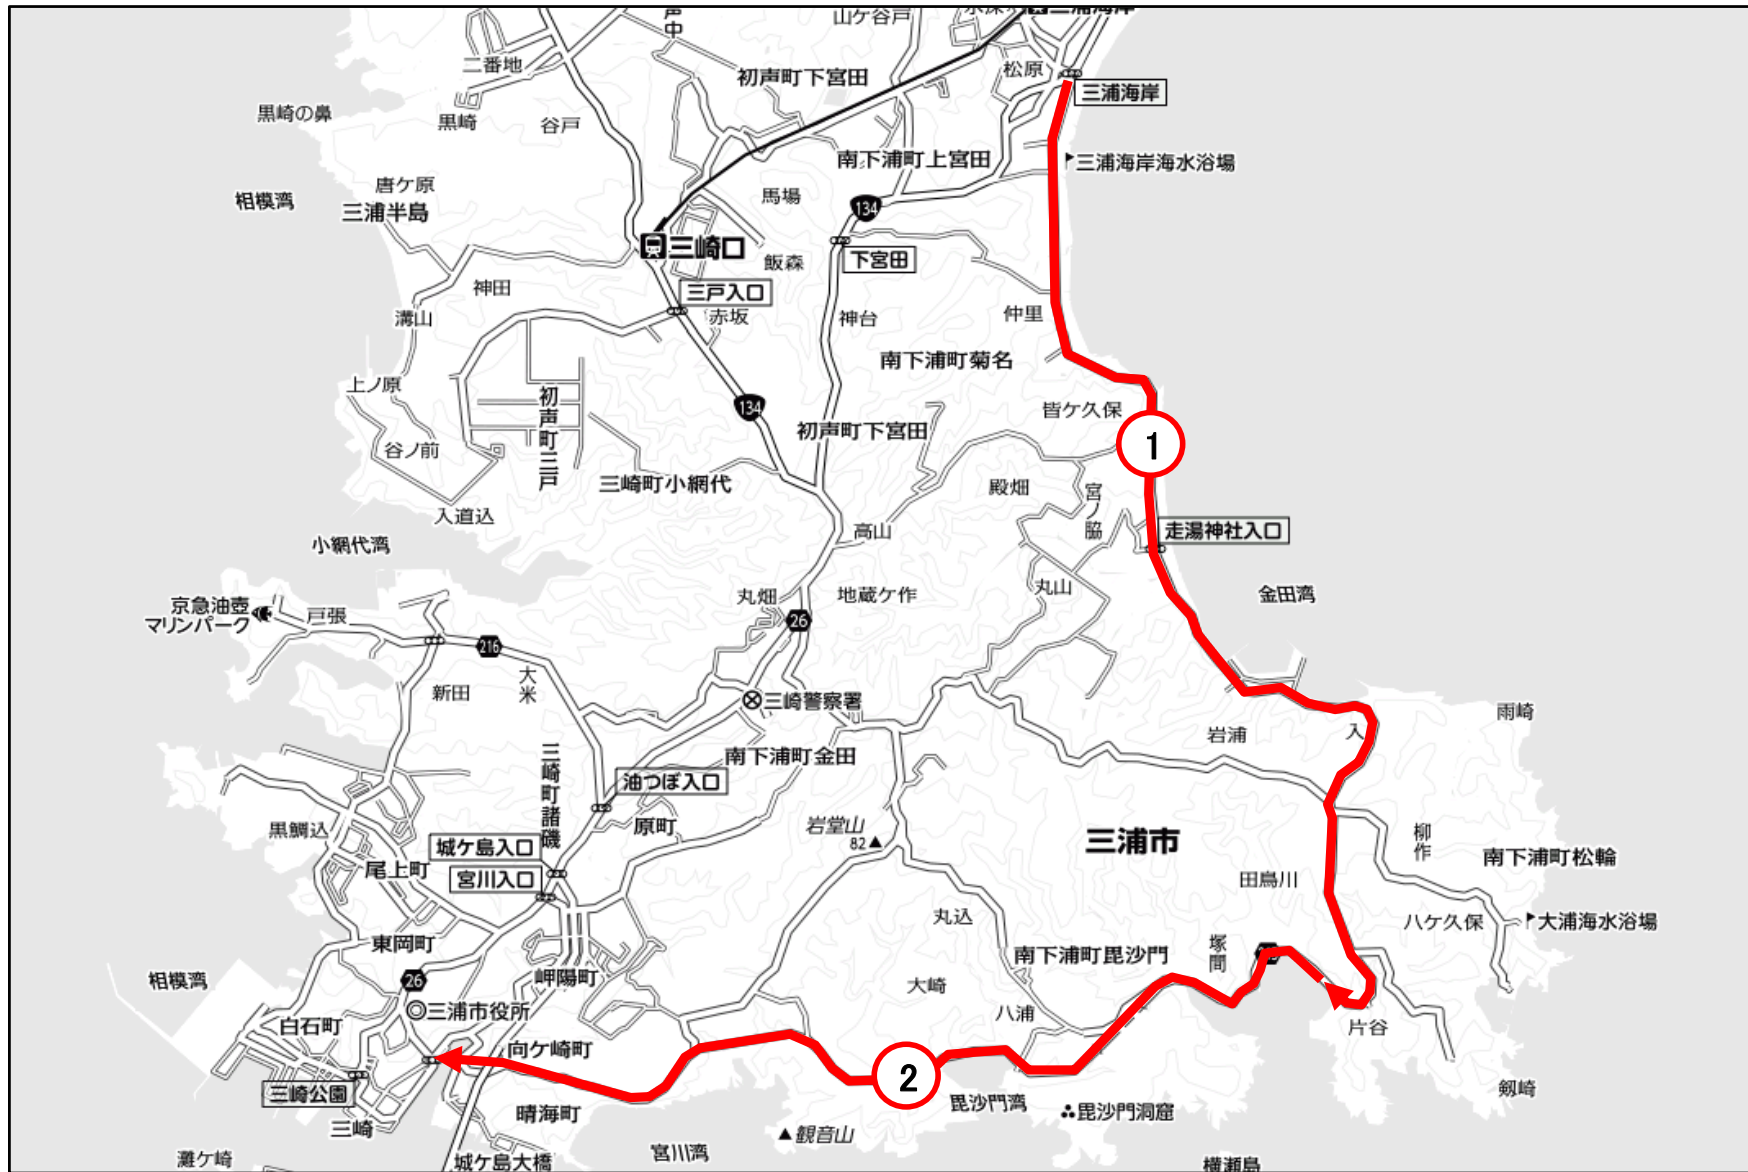 声中
山ケ谷戸
三浦海岸
二番地
初声町下宮田
松原
三浦海岸
黒崎の鼻
黒崎
谷戸
南下浦町上宮田
三浦海岸海水浴場
唐ケ原
馬場
相模湾
三浦半島
134
三崎口
飯森
下宮田
神田
三戸入口
溝山
赤坂
神台
仲里
南下浦町菊名
上ノ原
初声町三戸
134
皆ケ久保
初声町下宮田
1
谷ノ前
三崎町小網代
殿畑
宮ノ脇
入道込
高山
走湯神社入口
小網代湾
丸山
丸畑
地蔵ケ作
金田湾
京急油壺
マリンパーク
戸張
26
216
大米
新田
三崎警察署
雨崎
岩浦
入
南下浦町金田
三崎町諸磯
油つぼ入口
黒鯛込
原町
岩堂山
82
三浦市
柳作
南下浦町松輪
城ケ島入口
尾上町
宮川入口
田鳥川
丸込
八ケ久保
大浦海水浴場
東岡町
南下浦町毘沙門
塚間
相模湾
26
岬陽町
大崎
三浦市役所
八浦
白石町
片谷
向ケ崎町
2
三崎公園
晴海町
毘沙門湾
毘沙門洞窟
剱崎
三崎
観音山
宮川湾
灘ケ崎
城ケ島大橋
横瀬島